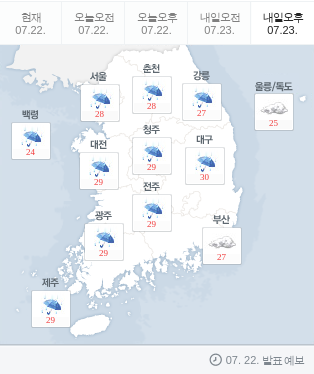 현재 오늘오전 오늘오후 내일오전 내일오후
07.22. 07.22. 07.22. 07.23. 07.23.
서울 춘천 강릉 울릉/독도
28 28 27 25
백령
24
대전 청주 대구
29 29 30
전주
29
광주 부산
29 27
제주
29
07. 22. 발표 예보